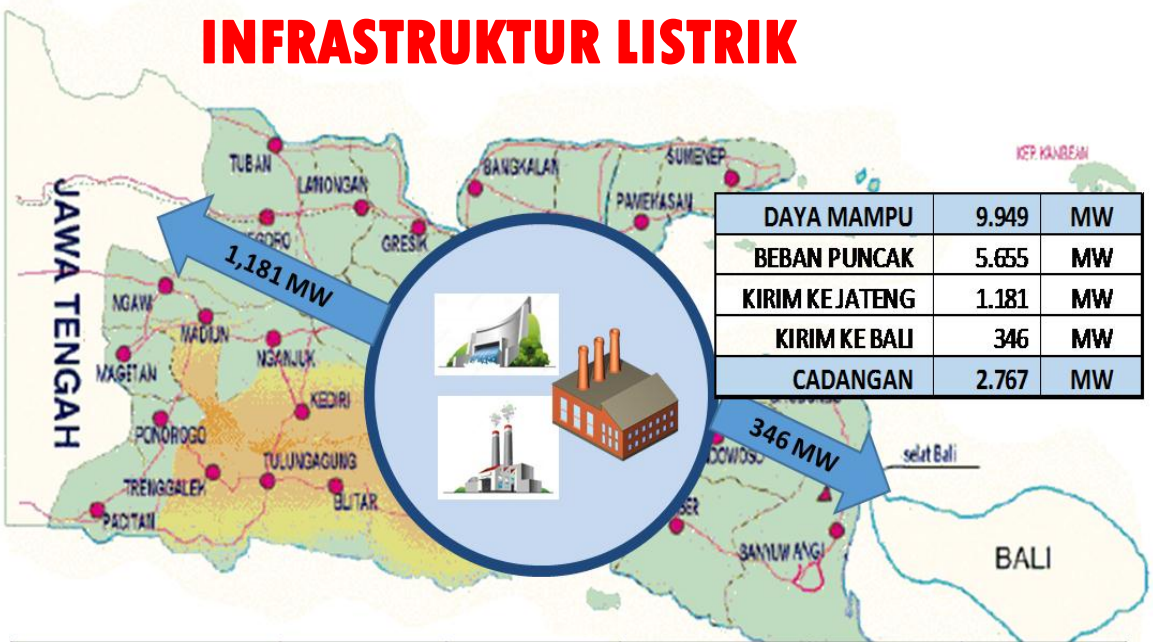 INFRASTRUKTUR LISTRIK
TUBAN
LAMONGAN
BANGKALAN
SUMENEP
KEP. KANGEAN
PAMEKASAN
GRESIK
JAWA TENGAH
1,181 MW
NGAWI
MADIUN
NGANJUK
MAGETAN
KEDIRI
PONOROGO
TULUNGAGUNG
TRENGGALEK
BLITAR
PACITAN
DAYA MAMPU 9.949 MW
BEBAN PUNCAK 5.655 MW
KIRIM KE JATENG 1.181 MW
KIRIM KE BALI 346 MW
CADANGAN 2.767 MW
346 MW
selat Bali
BANYUWANGI
BALI